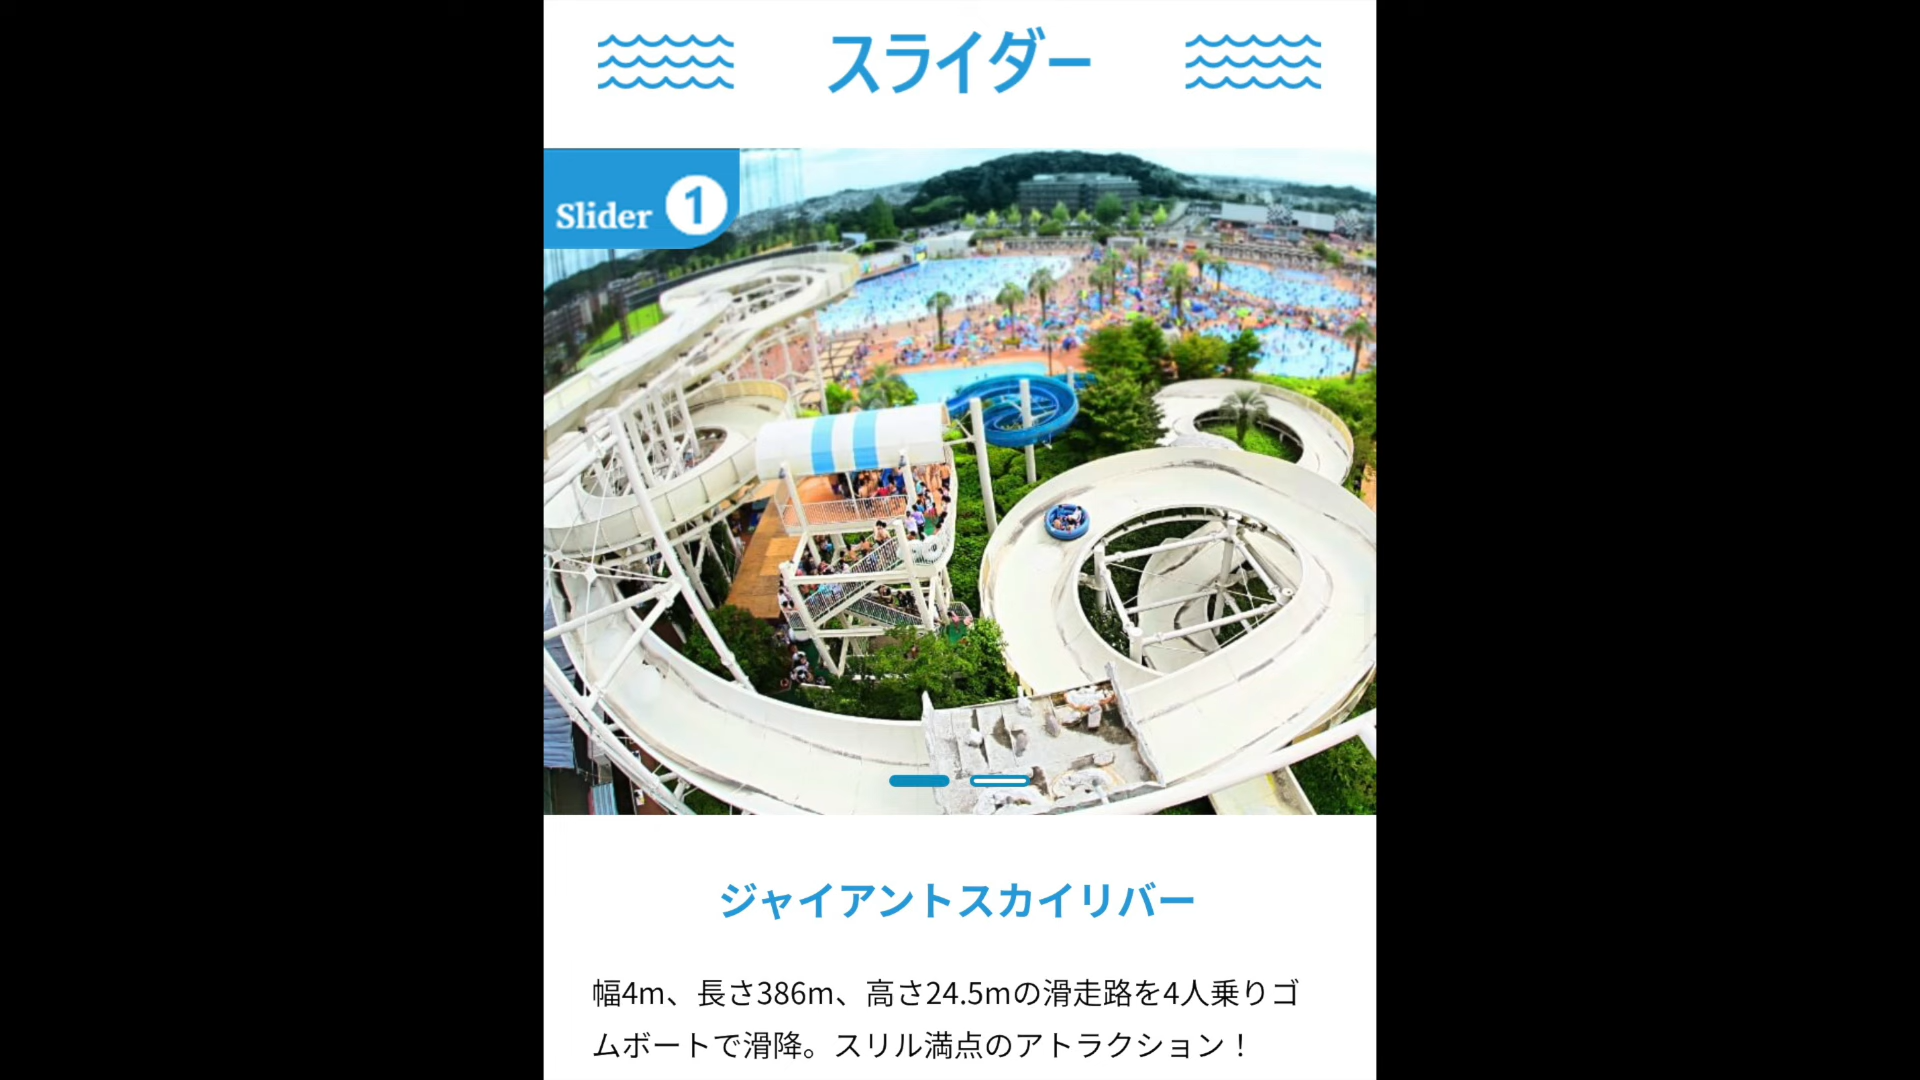 スライダー
Slider 1
ジャイアントスカイリバー
幅4m、長さ386m、高さ24.5mの滑走路を4人乗りゴ
ムボートで滑降。スリル満点のアトラクション！